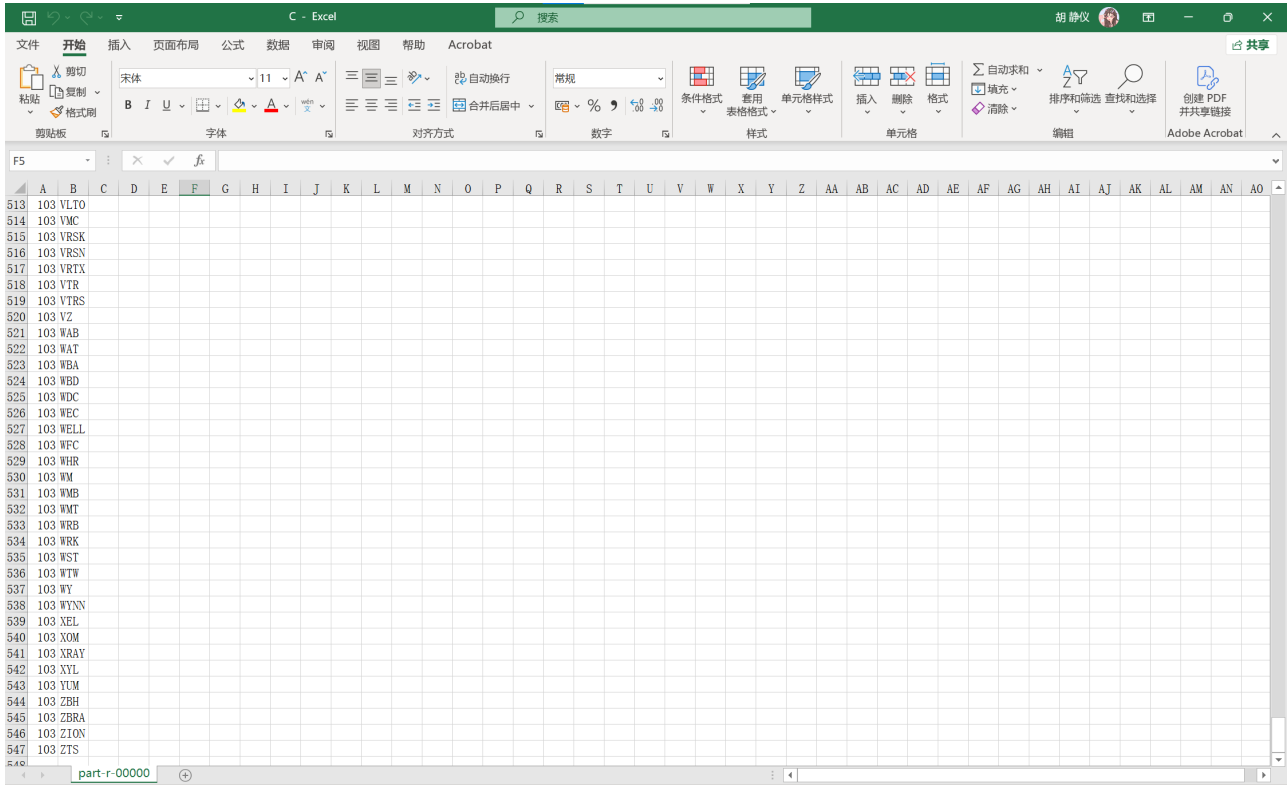 C - Excel 搜索 胡 静仪
文件 开始 插入 页面布局 公式 数据 审阅 视图 帮助 Acrobat 共享
粘贴 剪切 复制 格式刷 宋体 11 A A 自动换行 常规 条件格式 套用 表格格式 单元格样式 插入 删除 格式 自动求和 填充 清除 排序和筛选 查找和选择 创建 PDF 并共享链接
B I U A wén 文 合并后居中 % .00
剪贴板 字体 对齐方式 数字 样式 单元格 编辑 Adobe Acrobat
F5 fx
A B C D E F G H I J K L M N O P Q R S T U V W X Y Z AA AB AC AD AE AF AG AH AI AJ AK AL AM AN AO
513 103 VLTO
514 103 VMC
515 103 VRSK
516 103 VRSN
517 103 VRTX
518 103 VTR
519 103 VTRS
520 103 VZ
521 103 WAB
522 103 WAT
523 103 WBA
524 103 WBD
525 103 WDC
526 103 WEC
527 103 WELL
528 103 WFC
529 103 WHR
530 103 WM
531 103 WMB
532 103 WMT
533 103 WRB
534 103 WRK
535 103 WST
536 103 WTW
537 103 WY
538 103 WYNN
539 103 XEL
540 103 XOM
541 103 XRAY
542 103 XYL
543 103 YUM
544 103 ZBH
545 103 ZBRA
546 103 ZION
547 103 ZTS
548
part-r-00000